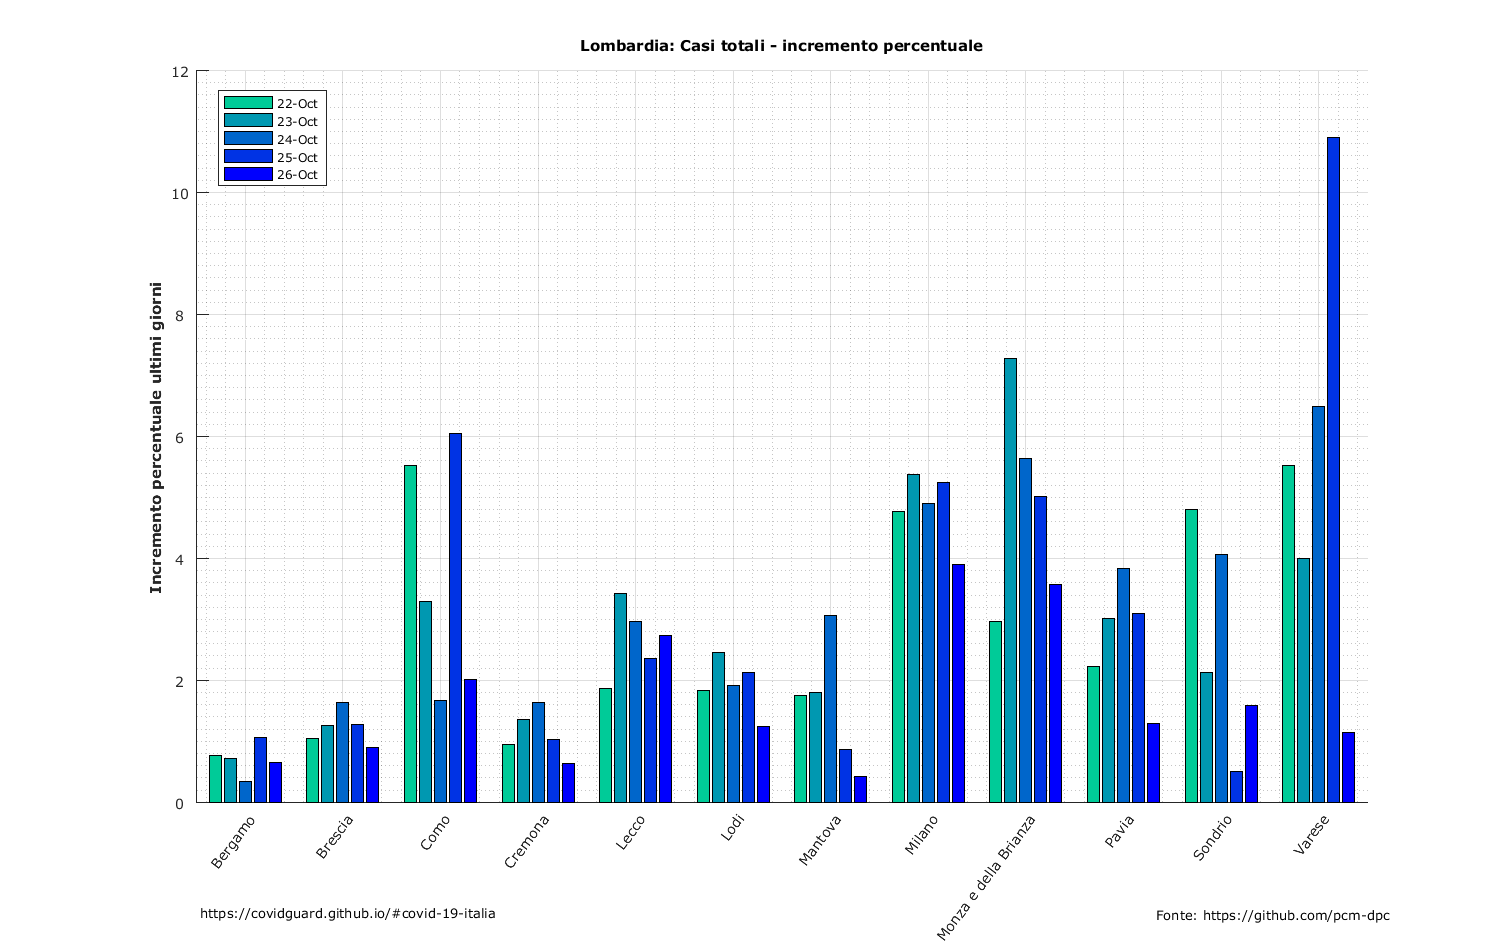 Lombardia: Casi totali - incremento percentuale
12
10
8
6
4
2
0
Incremento percentuale ultimi giorni
22-Oct
23-Oct
24-Oct
25-Oct
26-Oct
Bergamo
Brescia
Como
Cremona
Lecco
Lodi
Mantova
Milano
Monza e della Brianza
Pavia
Sondrio
Varese
https://covidguard.github.io/#covid-19-italia
Fonte: https://github.com/pcm-dpc